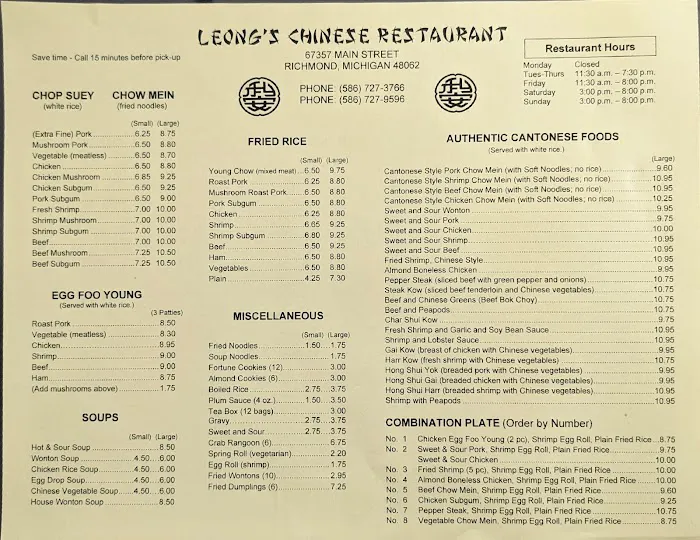 LEONG'S CHINESE RESTAURANT
67357 MAIN STREET
RICHMOND, MICHIGAN 48062
PHONE: (586) 727-3766
PHONE: (586) 727-9596
Save time - Call 15 minutes before pick-up
Restaurant Hours
Monday Closed
Tues-Thurs 11:30 a.m. – 7:30 p.m.
Friday 11:30 a.m. – 8:00 p.m.
Saturday 3:00 p.m. – 8:00 p.m.
Sunday 3:00 p.m. – 8:00 p.m.
CHOP SUEY CHOW MEIN
(white rice) (fried noodles)
(Small) (Large)
(Extra Fine) Pork 6.25 8.75
Mushroom Pork 6.50 8.80
Vegetable (meatless) 6.50 8.70
Chicken 6.50 8.80
Chicken Mushroom 6.85 9.25
Chicken Subgum 6.50 9.25
Pork Subgum 6.50 9.00
Fresh Shrimp 7.00 10.00
Shrimp Mushroom 7.00 10.00
Shrimp Subgum 7.00 10.00
Beef 7.00 10.00
Beef Mushroom 7.25 10.50
Beef Subgum 7.25 10.50
EGG FOO YOUNG
(Served with white rice.)
(3 Patties)
Roast Pork 8.50
Vegetable (meatless) 8.30
Chicken 8.95
Shrimp 9.00
Beef 9.00
Ham 8.75
(Add mushrooms above) 1.75
SOUPS
(Small) (Large)
Hot & Sour Soup 8.50
Wonton Soup 4.50 6.00
Chicken Rice Soup 4.50 6.00
Egg Drop Soup 4.50 6.00
Chinese Vegetable Soup 4.50 6.00
House Wonton Soup 8.50
FRIED RICE
(Small) (Large)
Young Chow (mixed meat) 6.50 9.75
Roast Pork 6.25 8.80
Mushroom Roast Pork 6.50 8.80
Pork Subgum 6.50 8.80
Chicken 6.25 8.80
Shrimp 6.65 9.25
Shrimp Subgum 6.80 9.25
Beef 6.50 9.25
Ham 6.50 8.80
Vegetables 6.50 8.80
Plain 4.25 7.30
MISCELLANEOUS
(Small) (Large)
Fried Noodles 1.50 1.75
Soup Noodles 1.75
Fortune Cookies (12) 3.00
Almond Cookies (6) 3.00
Boiled Rice 2.75 3.75
Plum Sauce (4 oz.) 1.50 3.50
Tea Box (12 bags) 3.00
Gravy 2.75 3.75
Sweet and Sour 2.75 3.75
Crab Rangoon (6) 6.75
Spring Roll (vegetarian) 2.20
Egg Roll (shrimp) 1.75
Fried Wontons (10) 2.95
Fried Dumplings (6) 7.25
AUTHENTIC CANTONESE FOODS
(Served with white rice.)
(Large)
Cantonese Style Pork Chow Mein (with Soft Noodles; no rice) 9.60
Cantonese Style Shrimp Chow Mein (with Soft Noodles; no rice) 10.95
Cantonese Style Beef Chow Mein (with Soft Noodles; no rice) 10.95
Cantonese Style Chicken Chow Mein (with Soft Noodles; no rice) 10.25
Sweet and Sour Wonton 9.95
Sweet and Sour Pork 9.75
Sweet and Sour Chicken 10.00
Sweet and Sour Shrimp 10.95
Sweet and Sour Beef 10.95
Fried Shrimp, Chinese Style 10.95
Almond Boneless Chicken 9.95
Pepper Steak (sliced beef with green pepper and onions) 10.75
Steak Kow (sliced beef tenderloin and Chinese vegetables) 10.75
Beef and Chinese Greens (Beef Bok Choy) 10.75
Beef and Peapods 10.75
Char Shui Kow 9.75
Fresh Shrimp and Garlic and Soy Bean Sauce 10.95
Shrimp and Lobster Sauce 10.95
Gai Kow (breast of chicken with Chinese vegetables) 9.95
Harr Kow (fresh shrimp with Chinese vegetables) 10.75
Hong Shui Yok (breaded pork with Chinese vegetables) 9.95
Hong Shui Gai (breaded chicken with Chinese vegetables) 9.95
Hong Shui Harr (breaded shrimp with Chinese vegetables) 10.95
Shrimp with Peapods 10.95
COMBINATION PLATE (Order by Number)
No. 1 Chicken Egg Foo Young (2 pc), Shrimp Egg Roll, Plain Fried Rice 8.75
No. 2 Sweet & Sour Pork, Shrimp Egg Roll, Plain Fried Rice 9.75
Sweet & Sour Chicken 10.00
No. 3 Fried Shrimp (5 pc), Shrimp Egg Roll, Plain Fried Rice 10.00
No. 4 Almond Boneless Chicken, Shrimp Egg Roll, Plain Fried Rice 10.00
No. 5 Beef Chow Mein, Shrimp Egg Roll, Plain Fried Rice 9.60
No. 6 Chicken Subgum, Shrimp Egg Roll, Plain Fried Rice 9.25
No. 7 Pepper Steak, Shrimp Egg Roll, Plain Fried Rice 10.75
No. 8 Vegetable Chow Mein, Shrimp Egg Roll, Plain Fried Rice 8.75